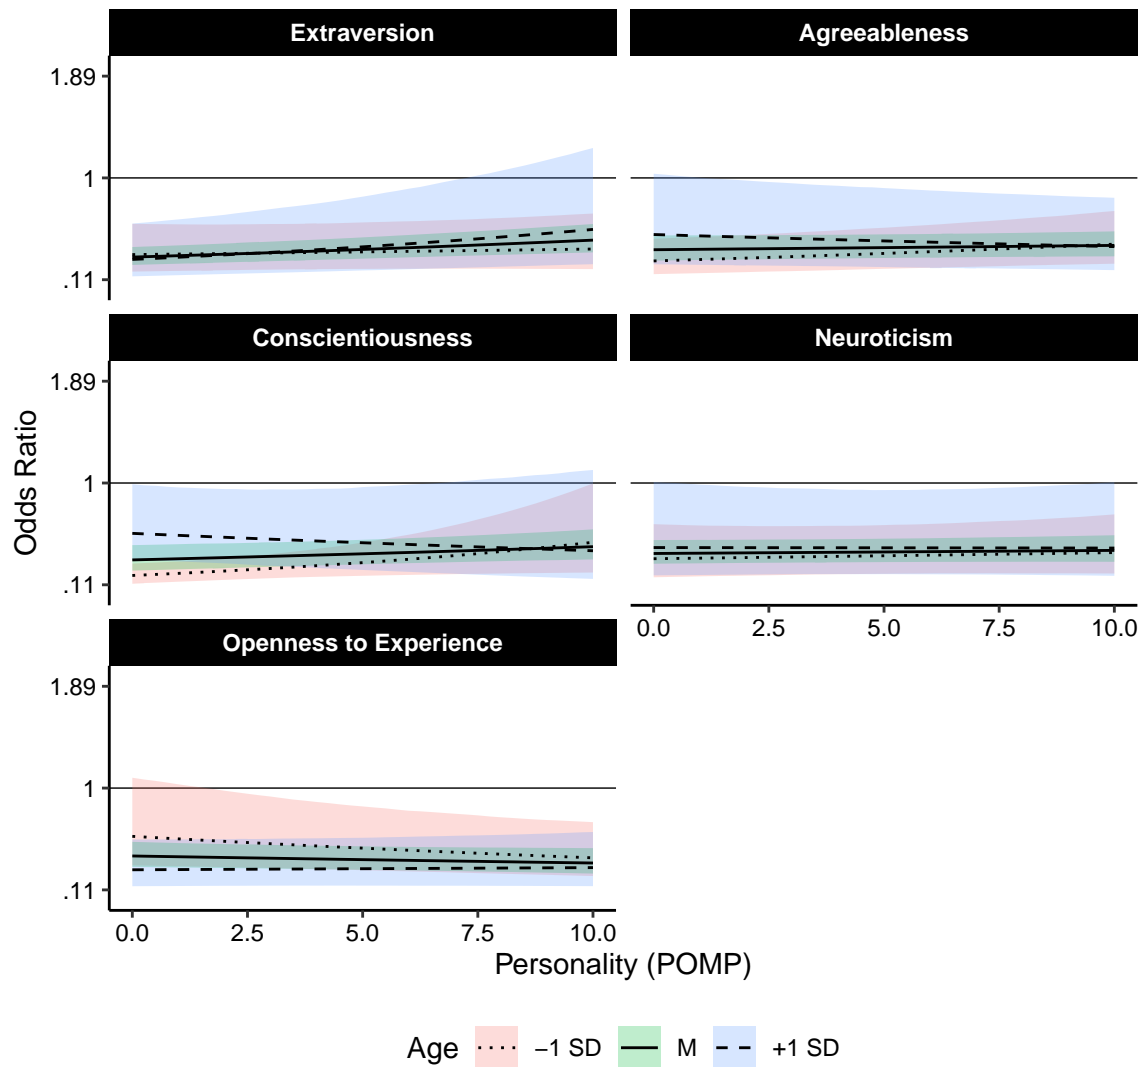 Extraversion
Agreeableness
1.89
1
.11
Conscientiousness
Neuroticism
1.89
1
.11
0.0 2.5 5.0 7.5 10.0
Openness to Experience
1.89
1
.11
0.0 2.5 5.0 7.5 10.0
Odds Ratio
Personality (POMP)
Age −1 SD M +1 SD